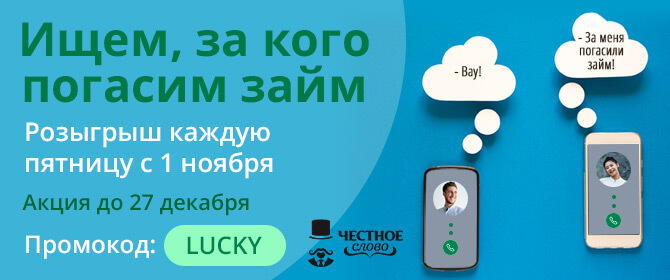 Ищем, за кого
погасим займ
Розыгрыш каждую
пятницу с 1 ноября
Акция до 27 декабря
Промокод: LUCKY
ЧЕСТНОЕ
СЛОВО
- Вау!
- За меня
погасили
займ!